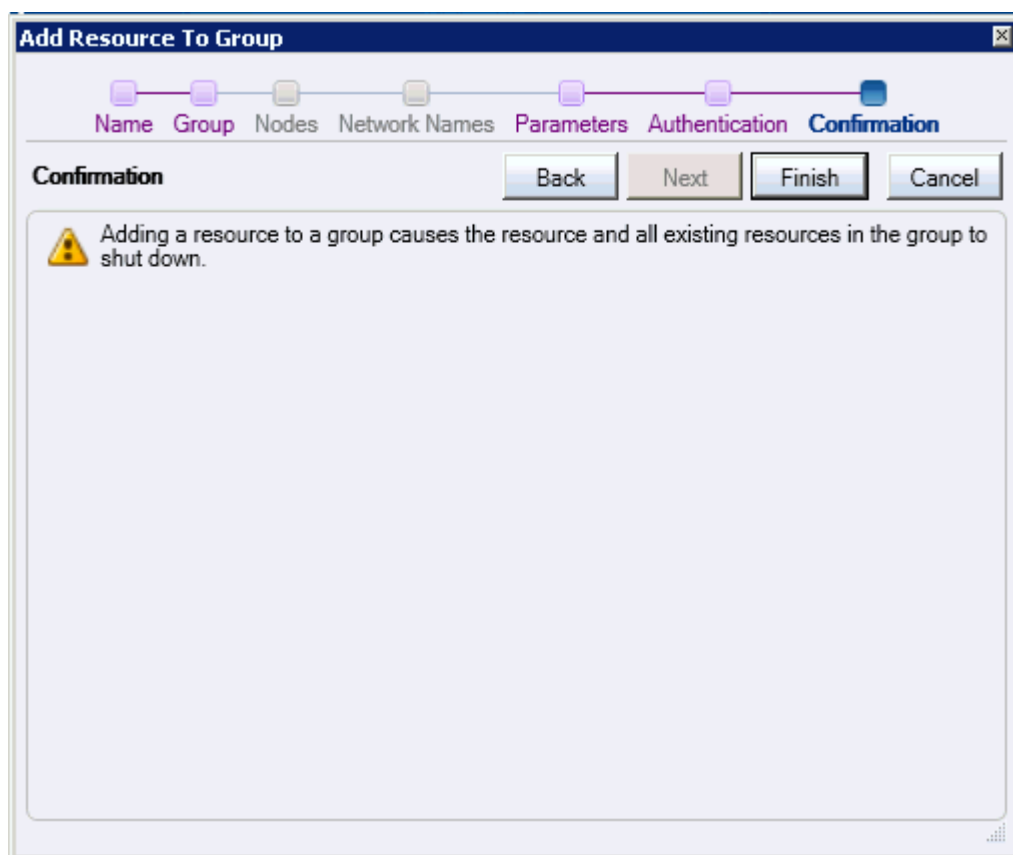 Add Resource To Group
Name Group Nodes Network Names Parameters Authentication Confirmation
Confirmation Back Next Finish Cancel
Adding a resource to a group causes the resource and all existing resources in the group to
shut down.